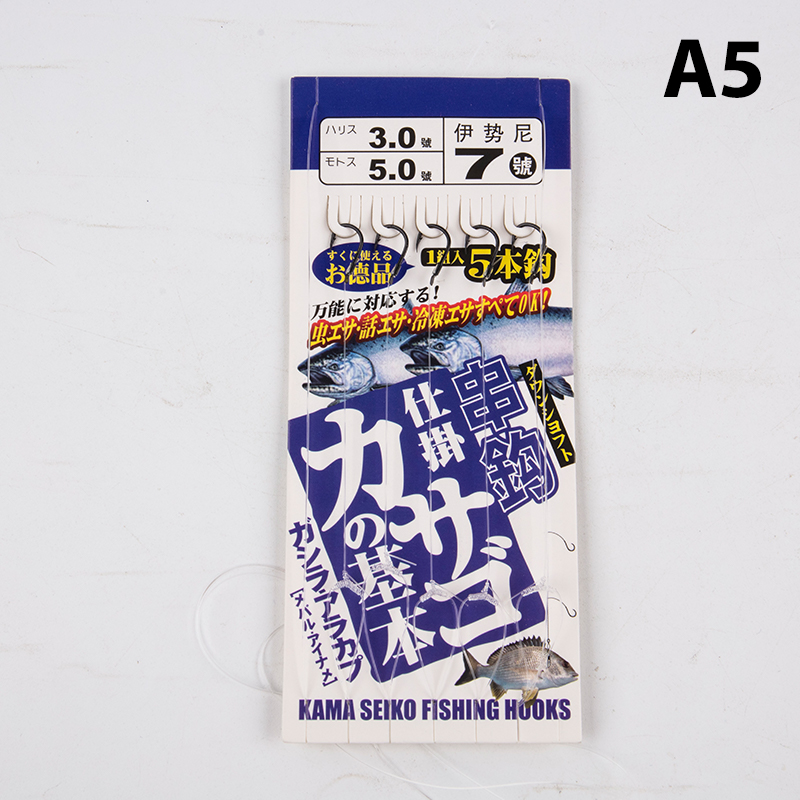 A5
ハリス 3.0號
モトス 5.0號
伊勢尼
7號
すぐに使える
お徳品
1組入5本鈎
万能に対応する!
虫エサ・話エサ・冷凍エサすべてOK!
串鈎
ダウンショフト
仕掛
カサゴ
の基本
ガシラ・アラカブ
【メバル・アイナメ】
KAMA SEIKO FISHING HOOKS